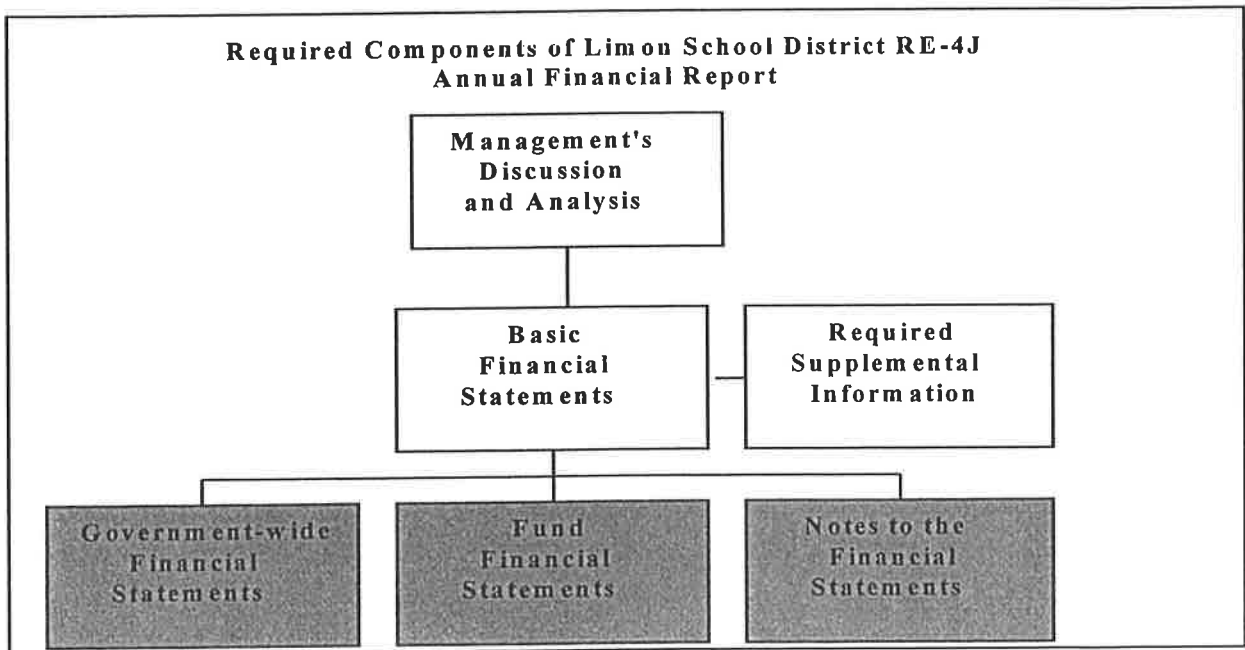 Required Components of Limon School District RE-4J
Annual Financial Report
Management's
Discussion
and Analysis
Basic
Financial
Statements
Required
Supplemental
Information
Government-wide
Financial
Statements
Fund
Financial
Statements
Notes to the
Financial
Statements